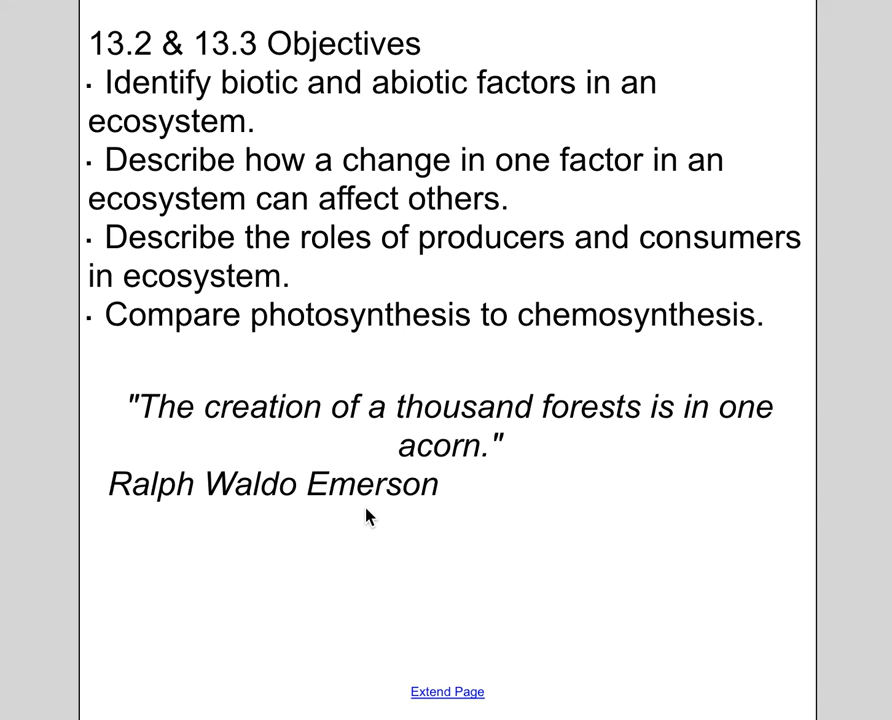 13.2 & 13.3 Objectives
· Identify biotic and abiotic factors in an
ecosystem.
· Describe how a change in one factor in an
ecosystem can affect others.
· Describe the roles of producers and consumers
in ecosystem.
· Compare photosynthesis to chemosynthesis.
"The creation of a thousand forests is in one
acorn."
Ralph Waldo Emerson
Extend Page